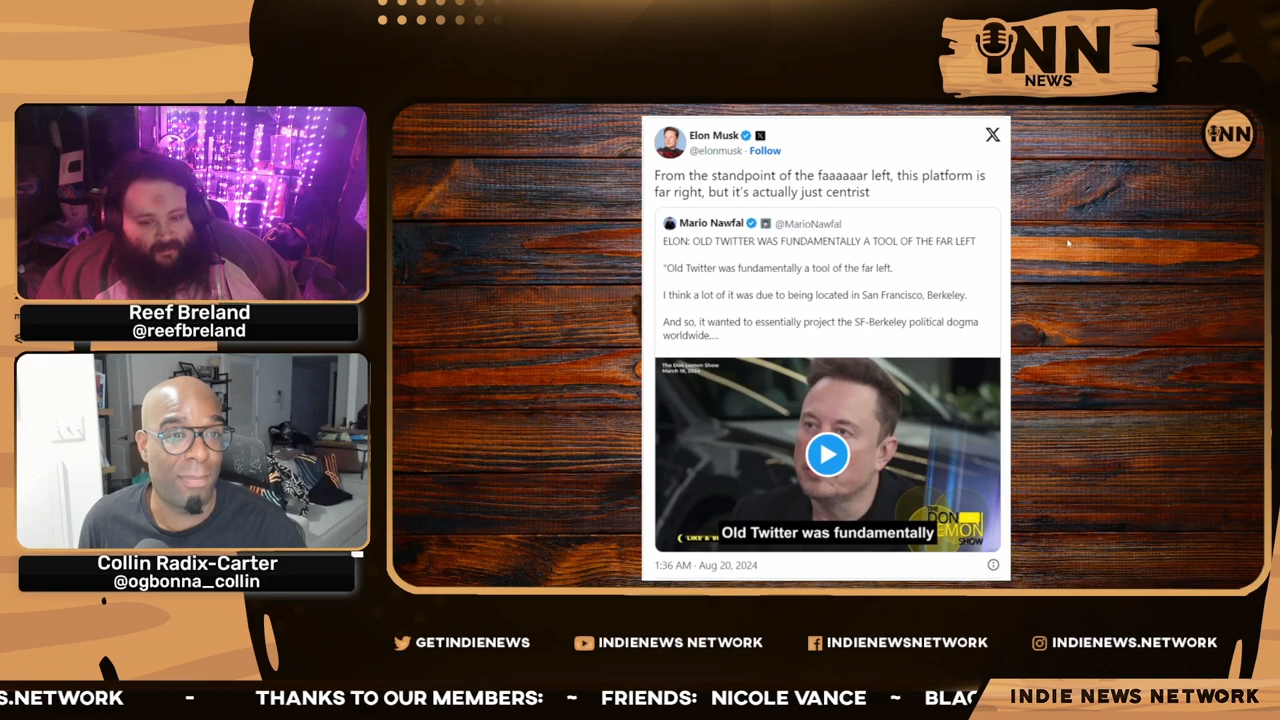 INN
NEWS
INN
Reef Breland
@reefbreland
Collin Radix-Carter
@ogbonna_collin
Elon Musk
@elonmusk · Follow
From the standpoint of the faaaaaar left, this platform is
far right, but it's actually just centrist
Mario Nawfal @MarioNawfal
ELON: OLD TWITTER WAS FUNDAMENTALLY A TOOL OF THE FAR LEFT
"Old Twitter was fundamentally a tool of the far left.
I think a lot of it was due to being located in San Francisco, Berkeley.
And so, it wanted to essentially project the SF-Berkeley political dogma
worldwide....
The Don Lemon Show
March 18, 2024
LIKE &
Old Twitter was fundamentally
THE
DON
LEMON
SHOW
1:36 AM · Aug 20, 2024
GETINDIENEWS
INDIENEWS NETWORK
INDIENEWSNETWORK
INDIENEWS.NETWORK
S.NETWORK - THANKS TO OUR MEMBERS: ~ FRIENDS: NICOLE VANCE ~ BLAC
INDIE NEWS NETWORK